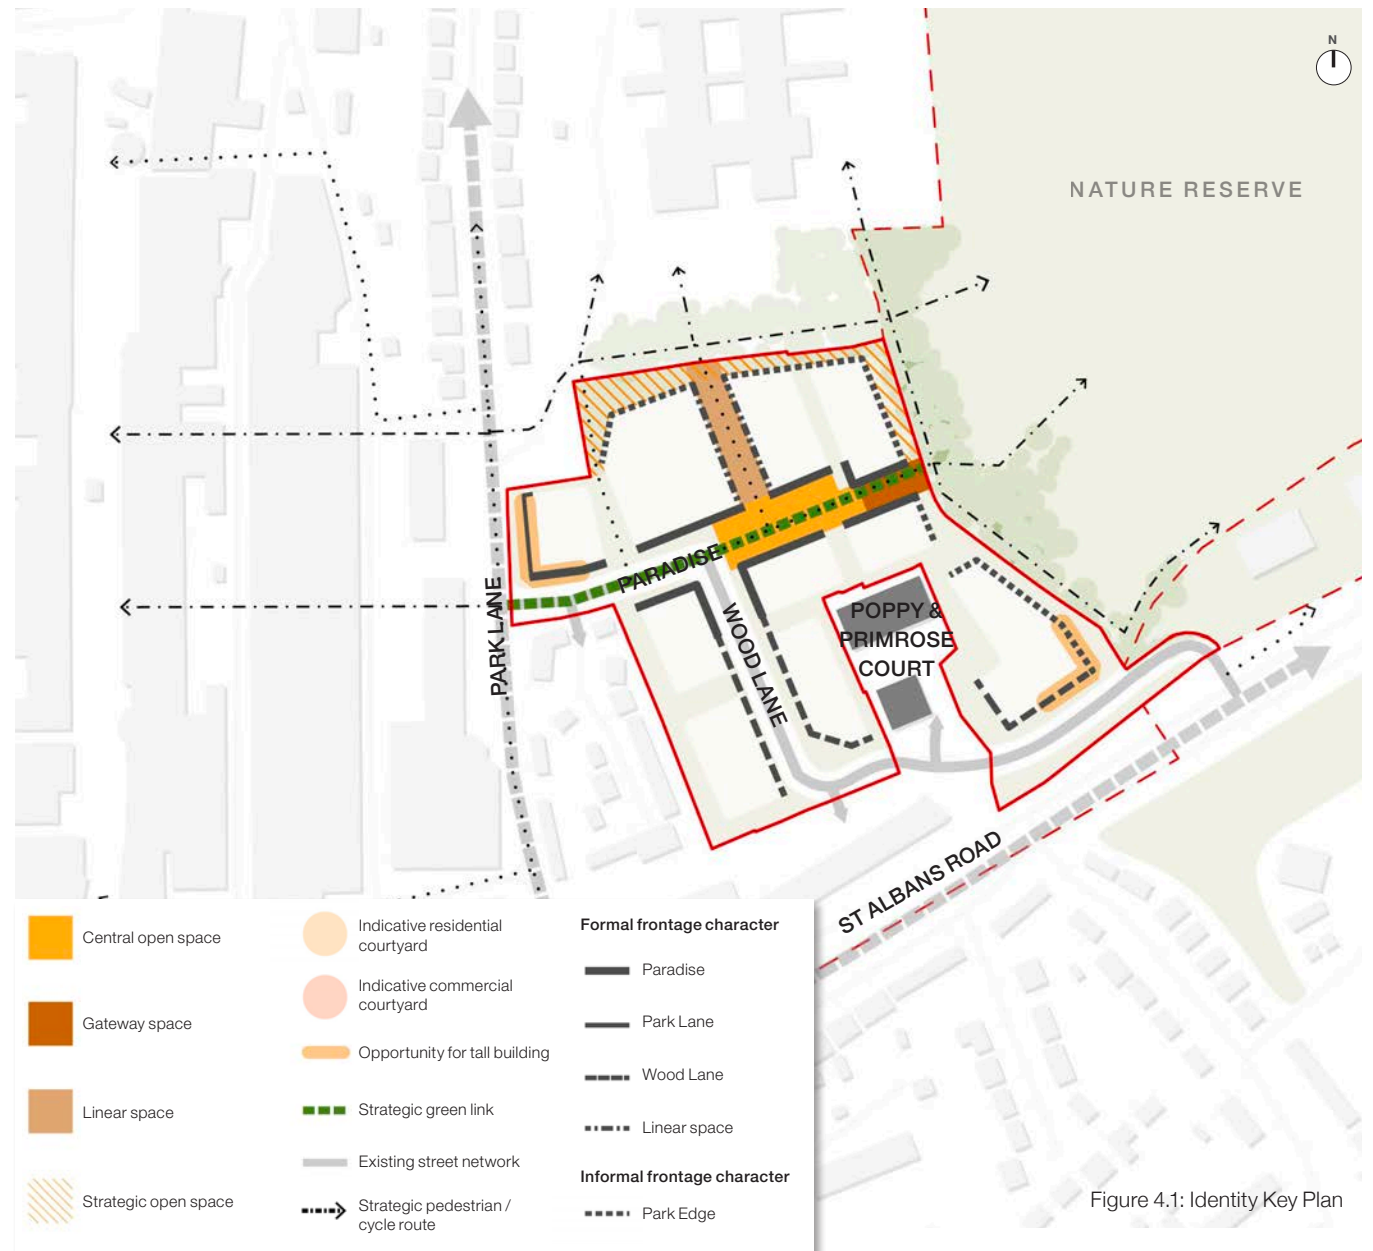 N
NATURE RESERVE
PARADISE
PARK LANE
WOOD LANE
POPPY &
PRIMROSE
COURT
ST ALBANS ROAD
Central open space
Gateway space
Linear space
Strategic open space
Indicative residential
courtyard
Indicative commercial
courtyard
Opportunity for tall building
Strategic green link
Existing street network
Strategic pedestrian /
cycle route
Formal frontage character
Paradise
Park Lane
Wood Lane
Linear space
Informal frontage character
Park Edge
Figure 4.1: Identity Key Plan